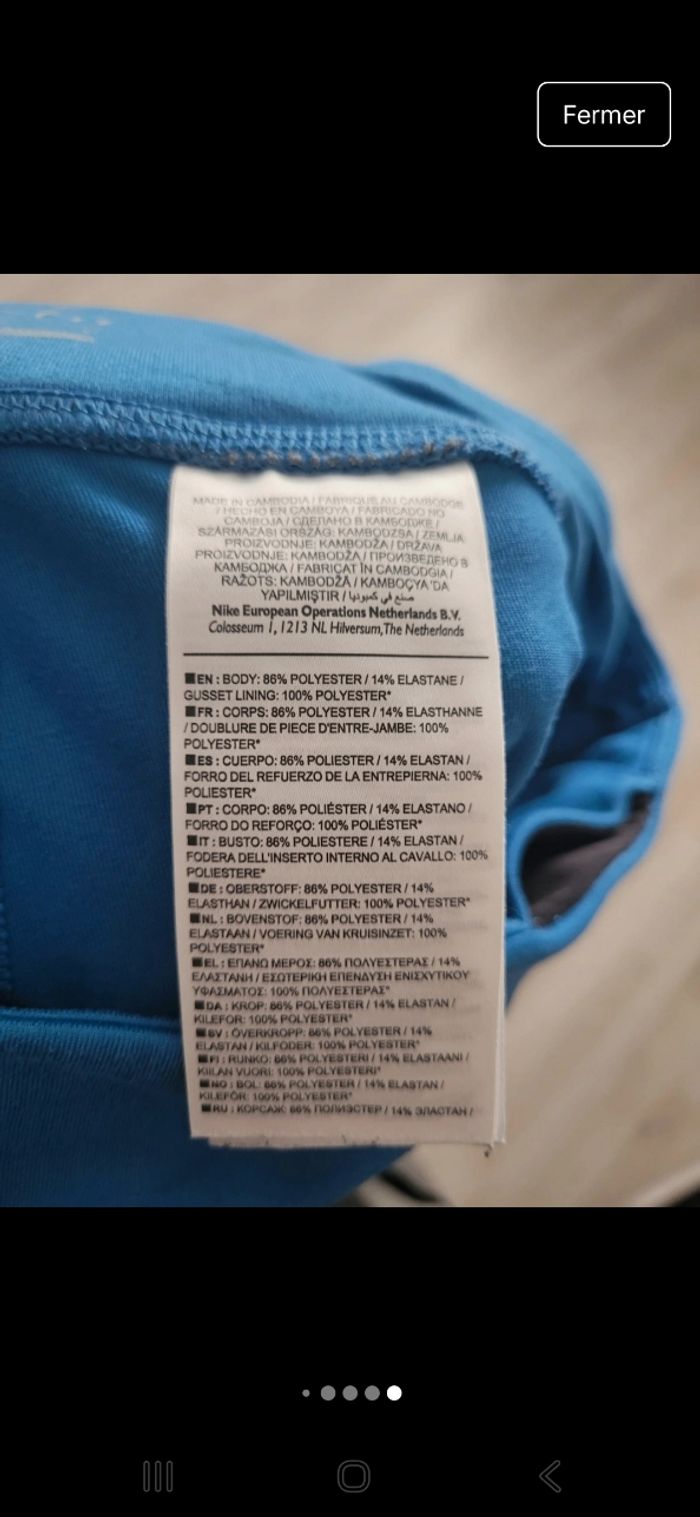 Fermer
MADE IN CAMBODIA / FABRIQUÉ AU CAMBODGE
/ HECHO EN CAMBOYA / FABRICADO NO
CAMBOJA / СДЕЛАНО В КАМБОДЖЕ /
SZÁRMAZÁSI ORSZÁG: KAMBODZSA / ZEMLJA
PROIZVODNJE: KAMBODŽA / DRŽAVA
PROIZVODNJE: KAMBODŽA / ПРОИЗВЕДЕНО В
КАМБОДЖА / FABRICAT ÎN CAMBODGIA /
RAŽOTS: KAMBODŽA / KAMBOÇYA'DA
YAPILMIŞTIR / صنع في كمبوديا
Nike European Operations Netherlands B.V.
Colosseum 1, 1213 NL Hilversum,The Netherlands
■EN : BODY: 86% POLYESTER / 14% ELASTANE /
GUSSET LINING: 100% POLYESTER*
■FR : CORPS: 86% POLYESTER / 14% ELASTHANNE
/ DOUBLURE DE PIECE D'ENTRE-JAMBE: 100%
POLYESTER*
■ES : CUERPO: 86% POLIESTER / 14% ELASTAN /
FORRO DEL REFUERZO DE LA ENTREPIERNA: 100%
POLIESTER*
■PT : CORPO: 86% POLIÉSTER / 14% ELASTANO /
FORRO DO REFORÇO: 100% POLIÉSTER*
■IT : BUSTO: 86% POLIESTERE / 14% ELASTAN /
FODERA DELL'INSERTO INTERNO AL CAVALLO: 100%
POLIESTERE*
■DE : OBERSTOFF: 86% POLYESTER / 14%
ELASTHAN / ZWICKELFUTTER: 100% POLYESTER*
■NL : BOVENSTOF: 86% POLYESTER / 14%
ELASTAAN / VOERING VAN KRUISINZET: 100%
POLYESTER*
■EL : ΕΠΑΝΩ ΜΕΡΟΣ: 86% ΠΟΛΥΕΣΤΕΡΑΣ / 14%
ΕΛΑΣΤΑΝΗ / ΕΣΩΤΕΡΙΚΗ ΕΠΕΝΔΥΣΗ ΕΝΙΣΧΥΤΙΚΟΥ
ΥΦΑΣΜΑΤΟΣ: 100% ΠΟΛΥΕΣΤΕΡΑΣ*
■DA : KROP: 86% POLYESTER / 14% ELASTAN /
KILEFOR: 100% POLYESTER*
■SV : ÖVERKROPP: 86% POLYESTER / 14%
ELASTAN / KILFODER: 100% POLYESTER*
■FI : RUNKO: 86% POLYESTERI / 14% ELASTAANI /
KIILAN VUORI: 100% POLYESTERI*
■NO : BOL: 86% POLYESTER / 14% ELASTAN /
KILEFÔR: 100% POLYESTER*
■RU : КОРСАЖ: 86% ПОЛИЭСТЕР / 14% ЭЛАСТАН /